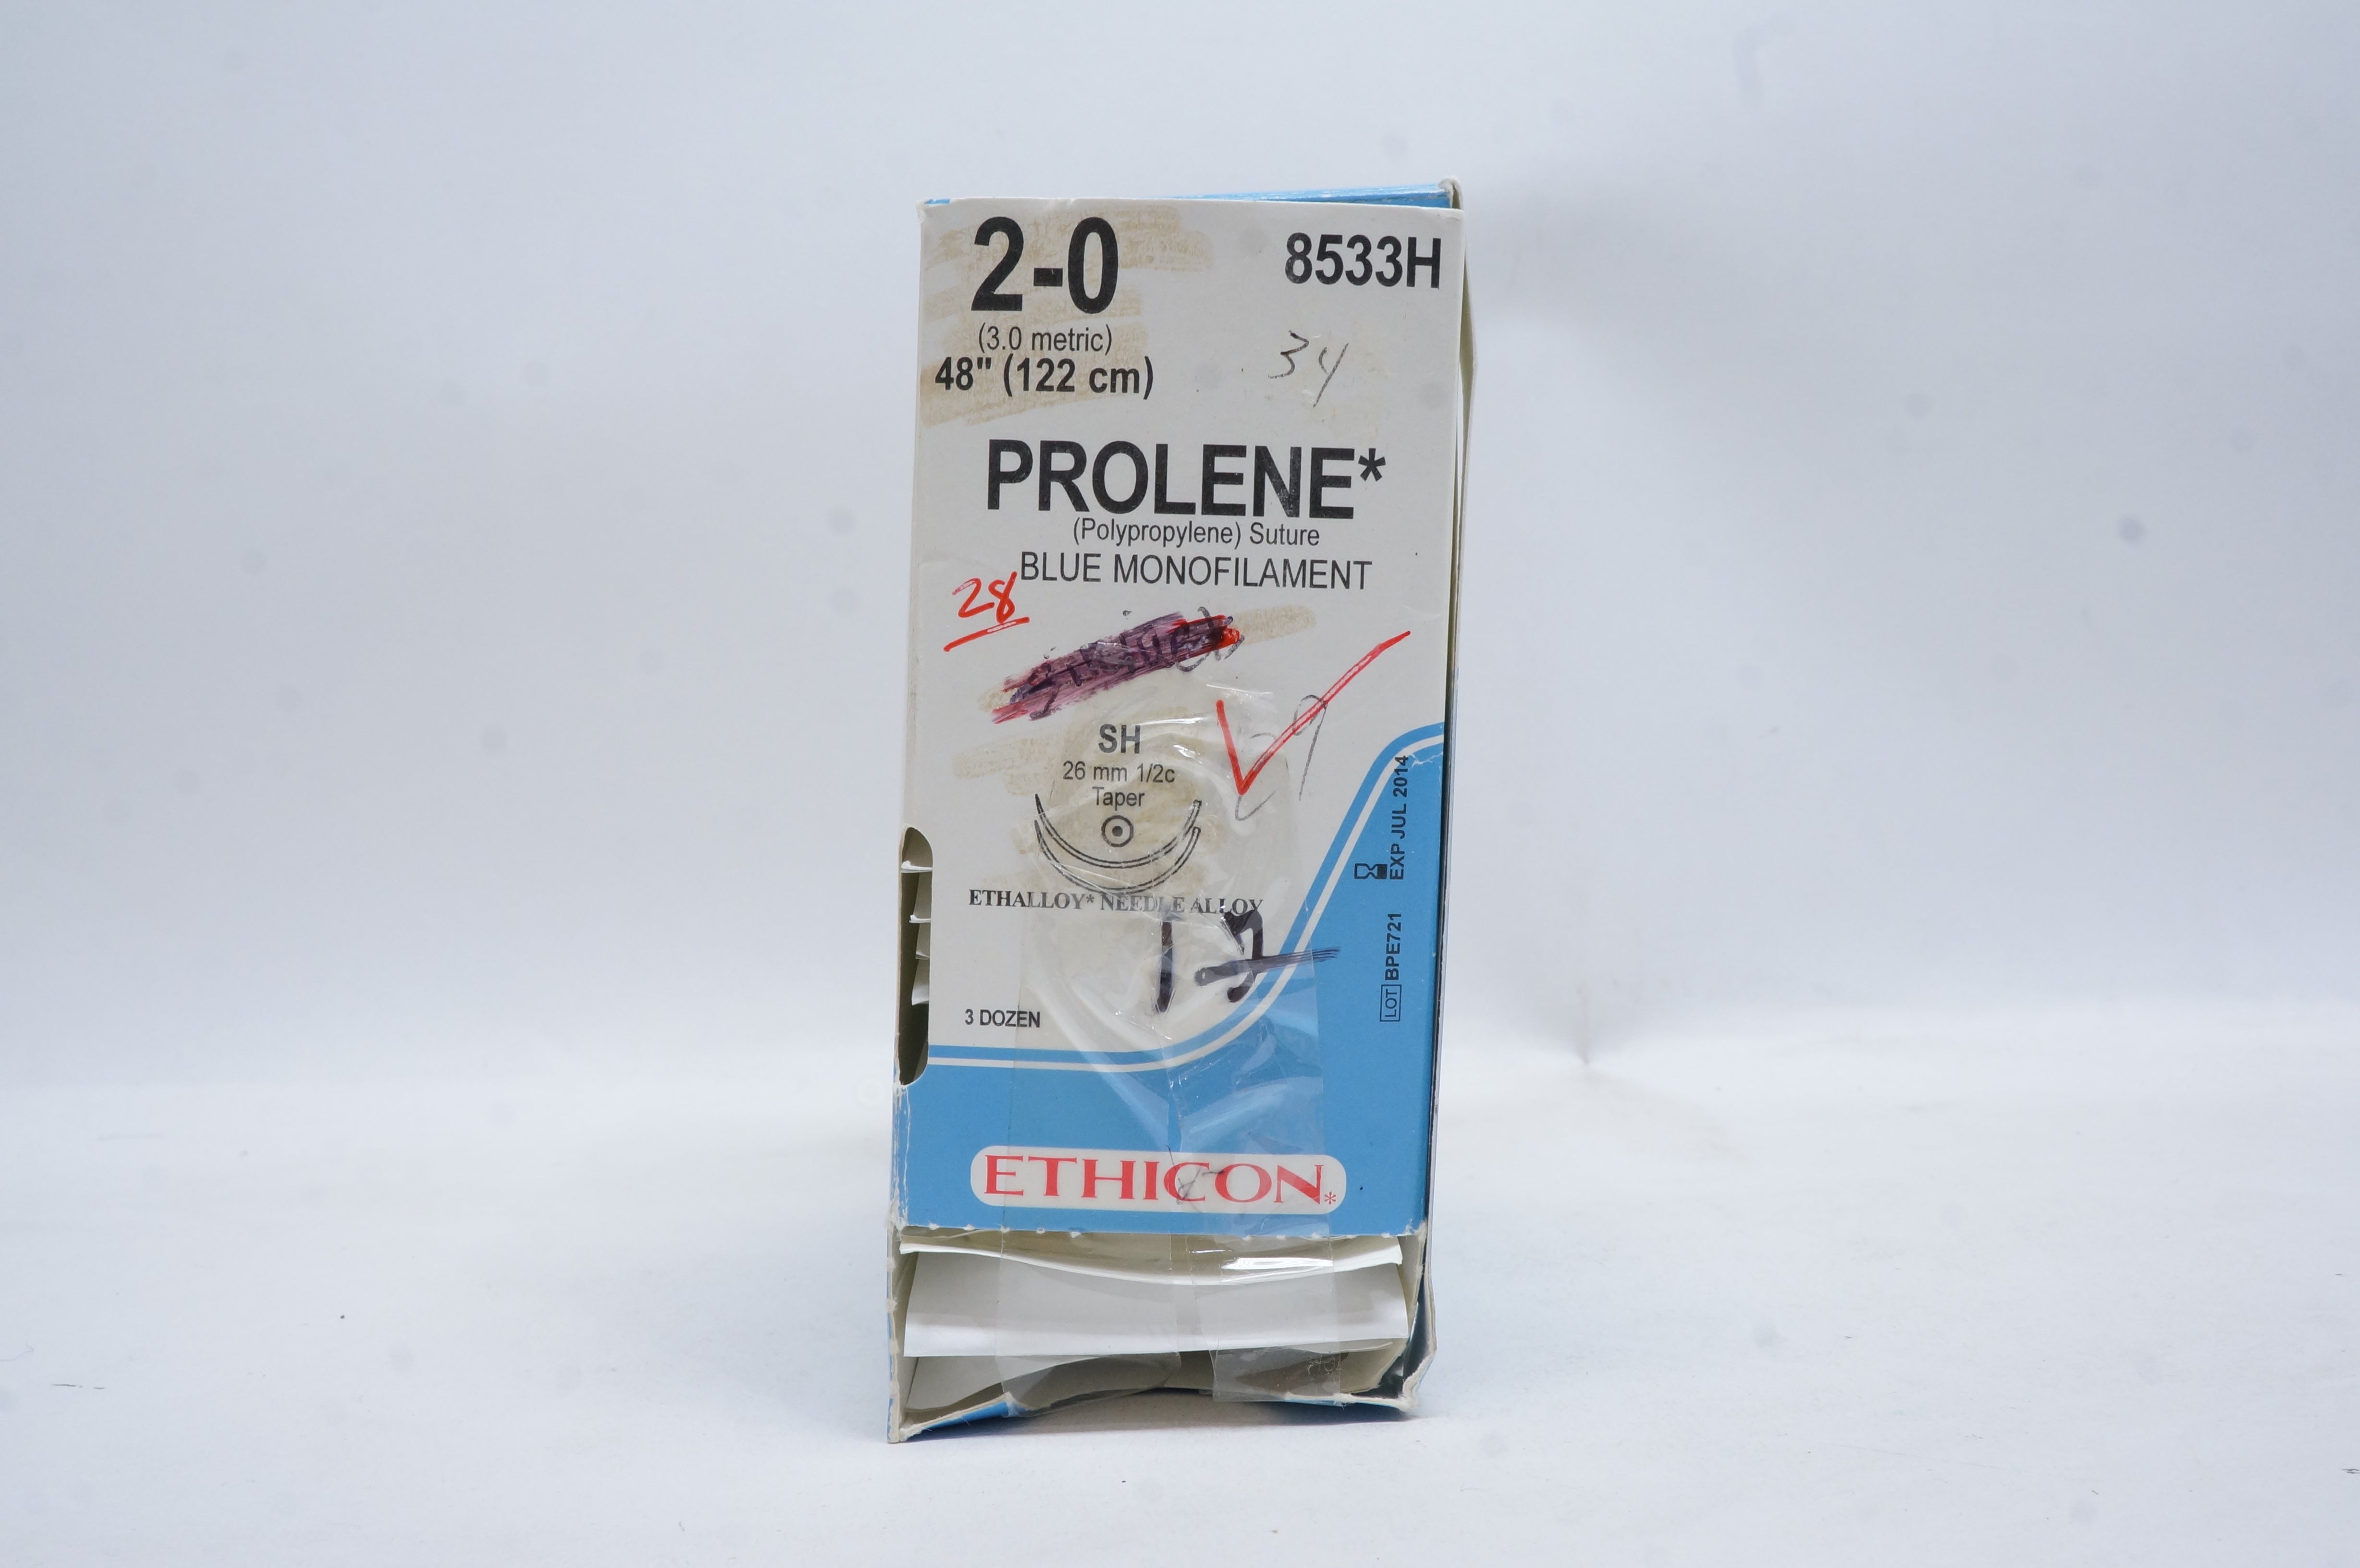 2-0
8533H
(3.0 metric)
48" (122 cm)
34
PROLENE*
(Polypropylene) Suture
BLUE MONOFILAMENT
28
SH
26 mm 1/2c
Taper
29
ETHALLOY* NEEDLE ALLOY
3 DOZEN
EXP JUL 2014
LOT BPE721
ETHICON*